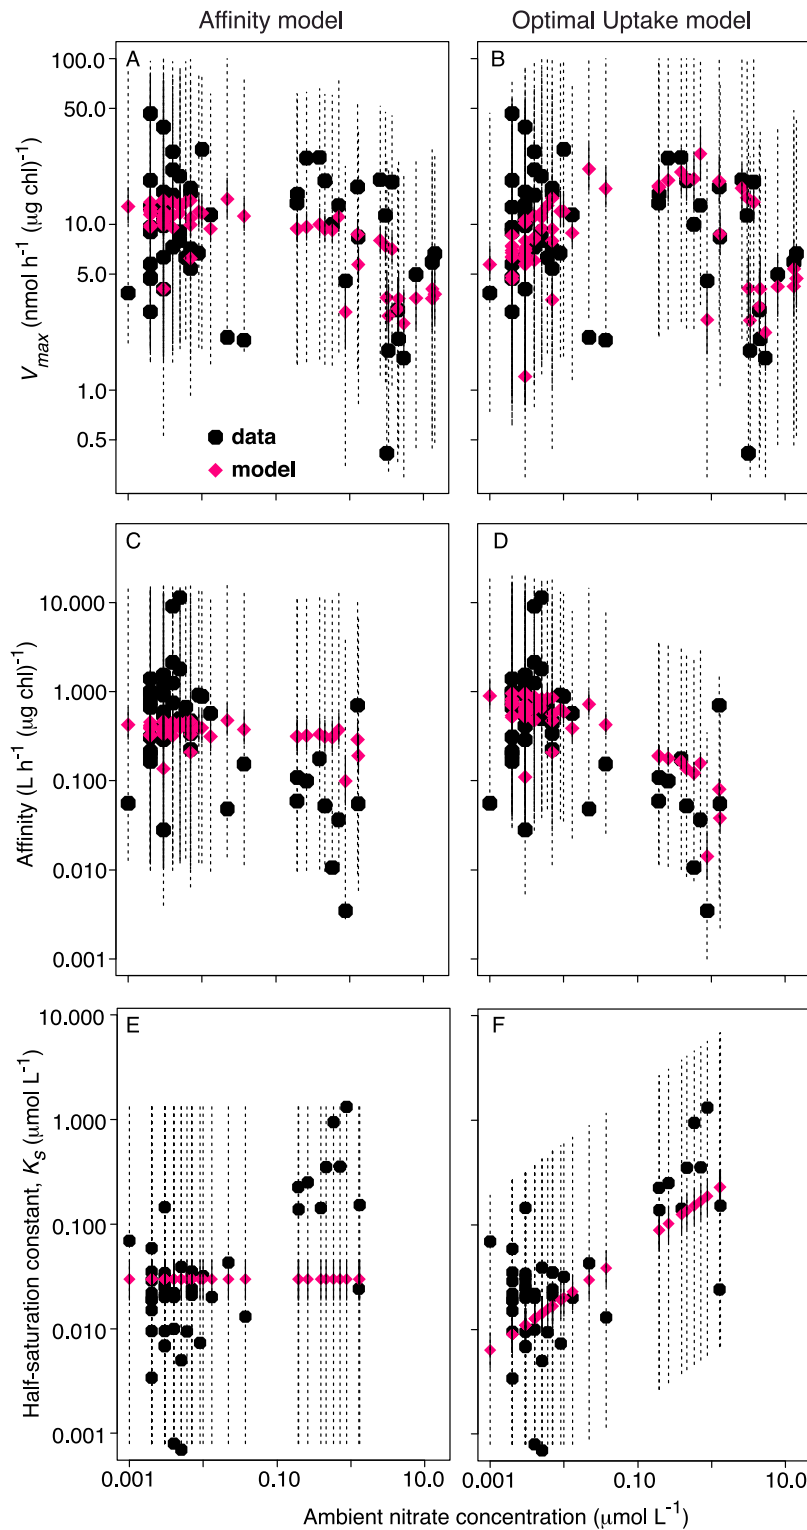 Affinity model
Optimal Uptake model
A
B
100.0
50.0
10.0
5.0
1.0
0.5
Vmax (nmol h⁻¹ (μg chl)⁻¹)
data
model
C
D
10.000
1.000
0.100
0.010
0.001
Affinity (L h⁻¹ (μg chl)⁻¹)
E
F
10.000
1.000
0.100
0.010
0.001
Half-saturation constant, KS (μmol L⁻¹)
0.001 0.10 10.0 0.001 0.10 10.0
Ambient nitrate concentration (μmol L⁻¹)